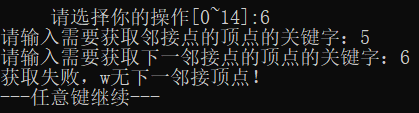 请选择你的操作[0~14]:6
请输入需要获取邻接点的顶点的关键字：5
请输入需要获取下一邻接点的顶点的关键字：6
获取失败，w无下一邻接顶点！
---任意键继续---